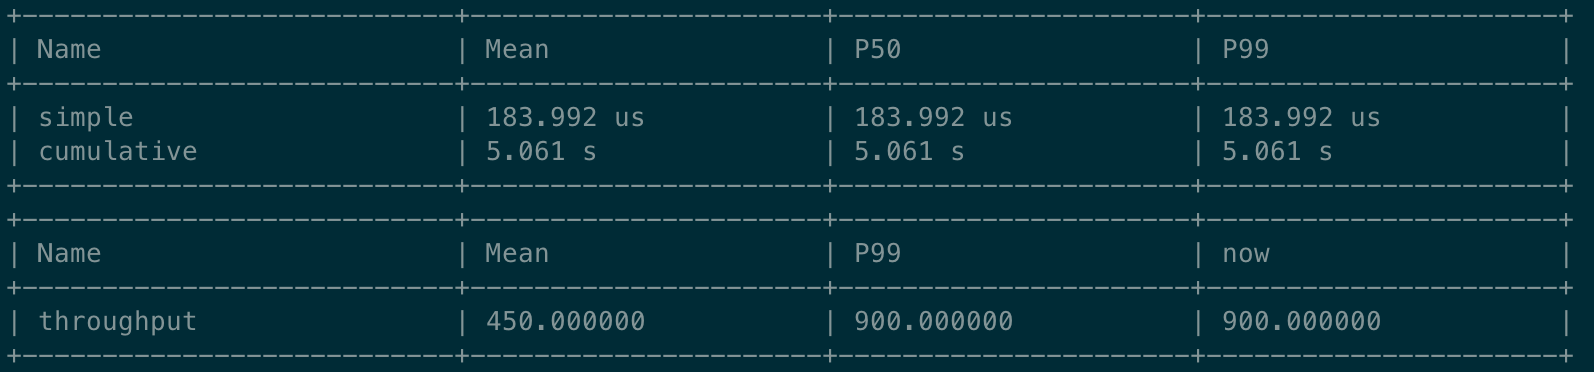 +---------------------------+----------------------+----------------------+----------------------+
| Name                      | Mean                 | P50                  | P99                  |
+---------------------------+----------------------+----------------------+----------------------+
| simple                    | 183.992 us           | 183.992 us           | 183.992 us           |
| cumulative                | 5.061 s              | 5.061 s              | 5.061 s              |
+---------------------------+----------------------+----------------------+----------------------+
+---------------------------+----------------------+----------------------+----------------------+
| Name                      | Mean                 | P99                  | now                  |
+---------------------------+----------------------+----------------------+----------------------+
| throughput                | 450.000000           | 900.000000           | 900.000000           |
+---------------------------+----------------------+----------------------+----------------------+